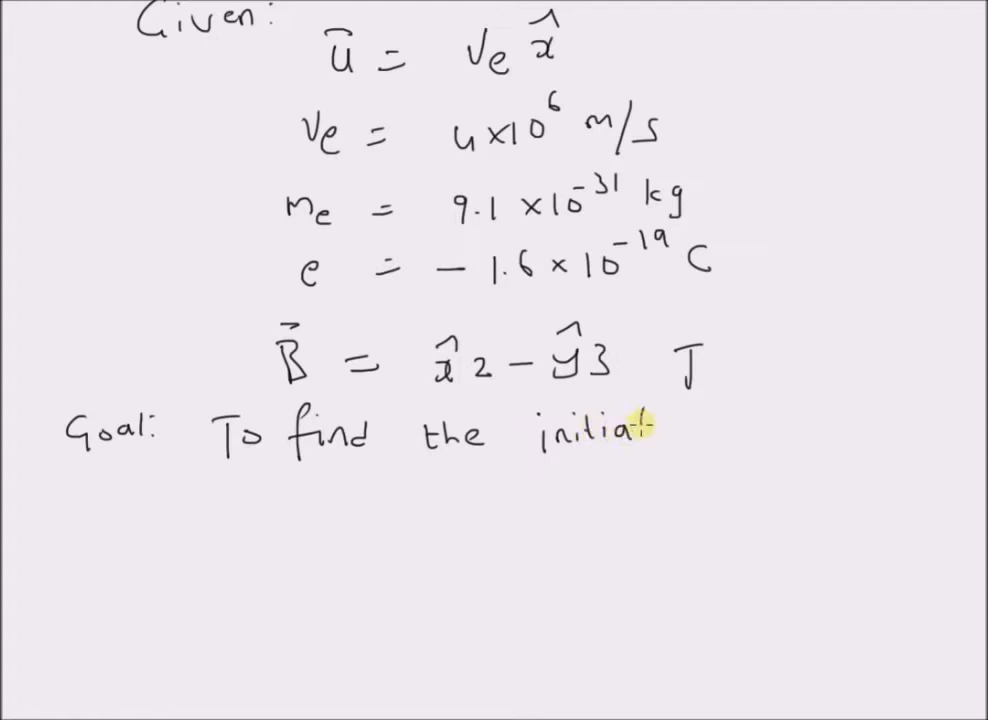 Given:
ū = Ve x̂
Ve = 4×10⁶ m/s
me = 9.1 ×10⁻³¹ kg
e = - 1.6 × 10⁻¹⁹ C
B⃗ = x̂ 2 - ŷ 3 T
Goal: To find the initial